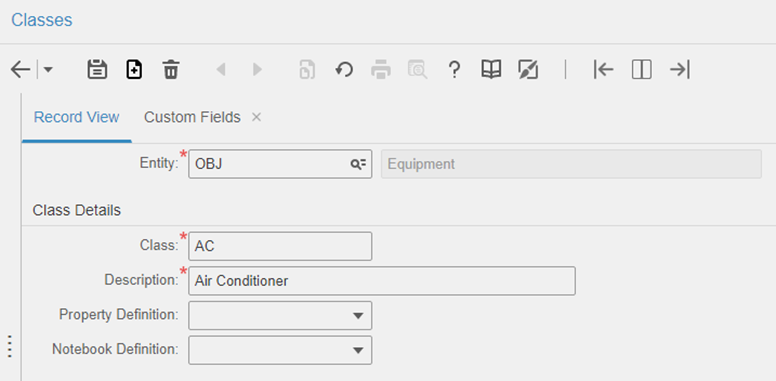 Classes
Record View Custom Fields ×
Entity: * OBJ Equipment
Class Details
Class: * AC
Description: * Air Conditioner
Property Definition:
Notebook Definition: